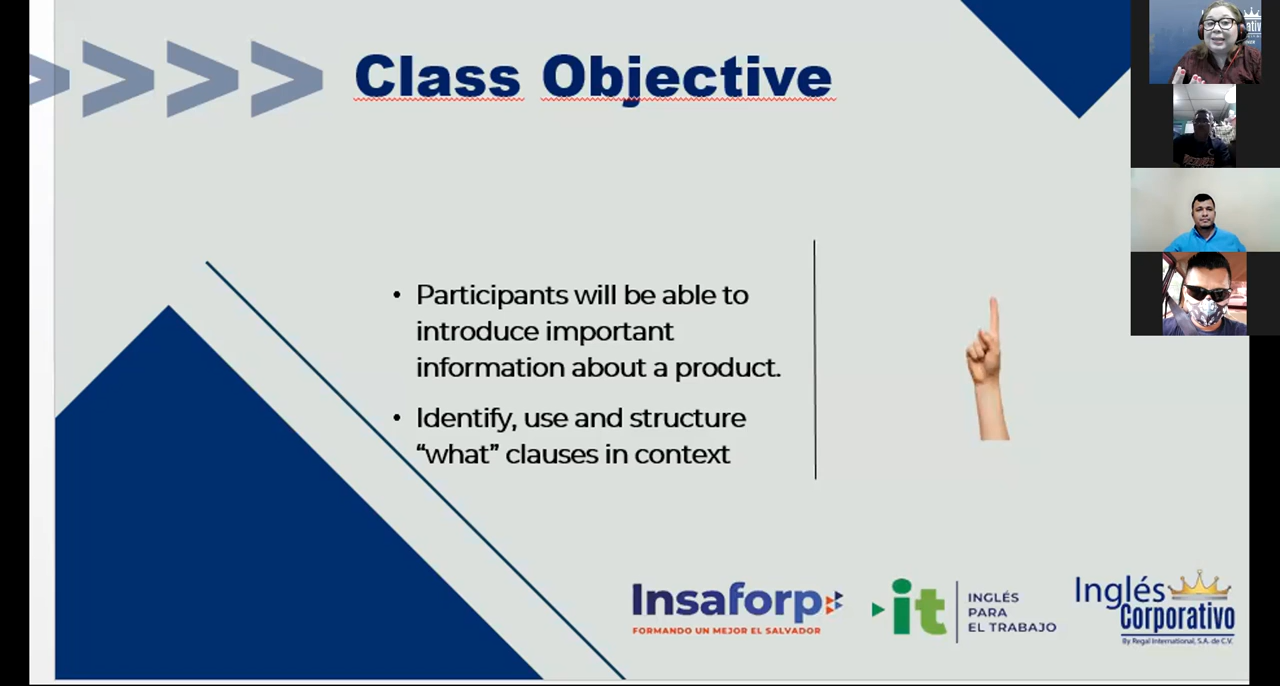 Class Objective
• Participants will be able to
introduce important
information about a product.
• Identify, use and structure
“what” clauses in context
Insaforp
FORMANDO UN MEJOR EL SALVADOR
it
INGLÉS
PARA
EL TRABAJO
Inglés
Corporativo
By Regal International, S.A. de C.V.